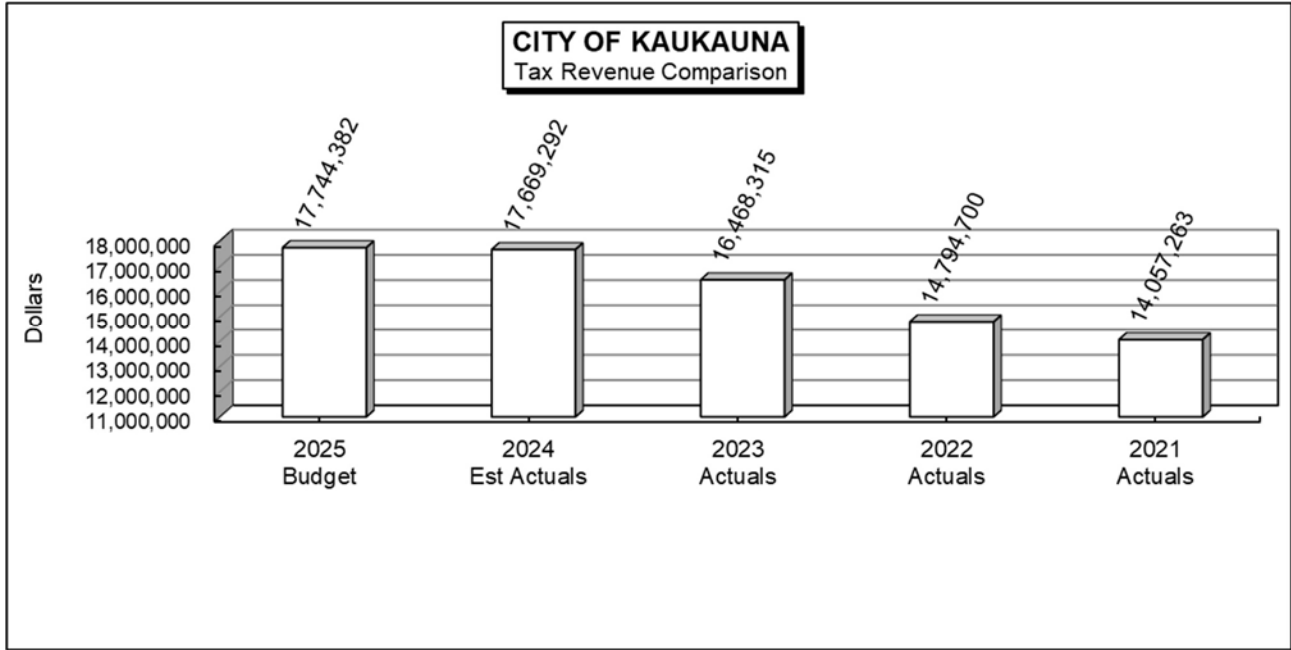 CITY OF KAUKAUNA
Tax Revenue Comparison
17,744,382
17,669,292
16,468,315
14,794,700
14,057,263
Dollars
18,000,000
17,000,000
16,000,000
15,000,000
14,000,000
13,000,000
12,000,000
11,000,000
2025
Budget
2024
Est Actuals
2023
Actuals
2022
Actuals
2021
Actuals